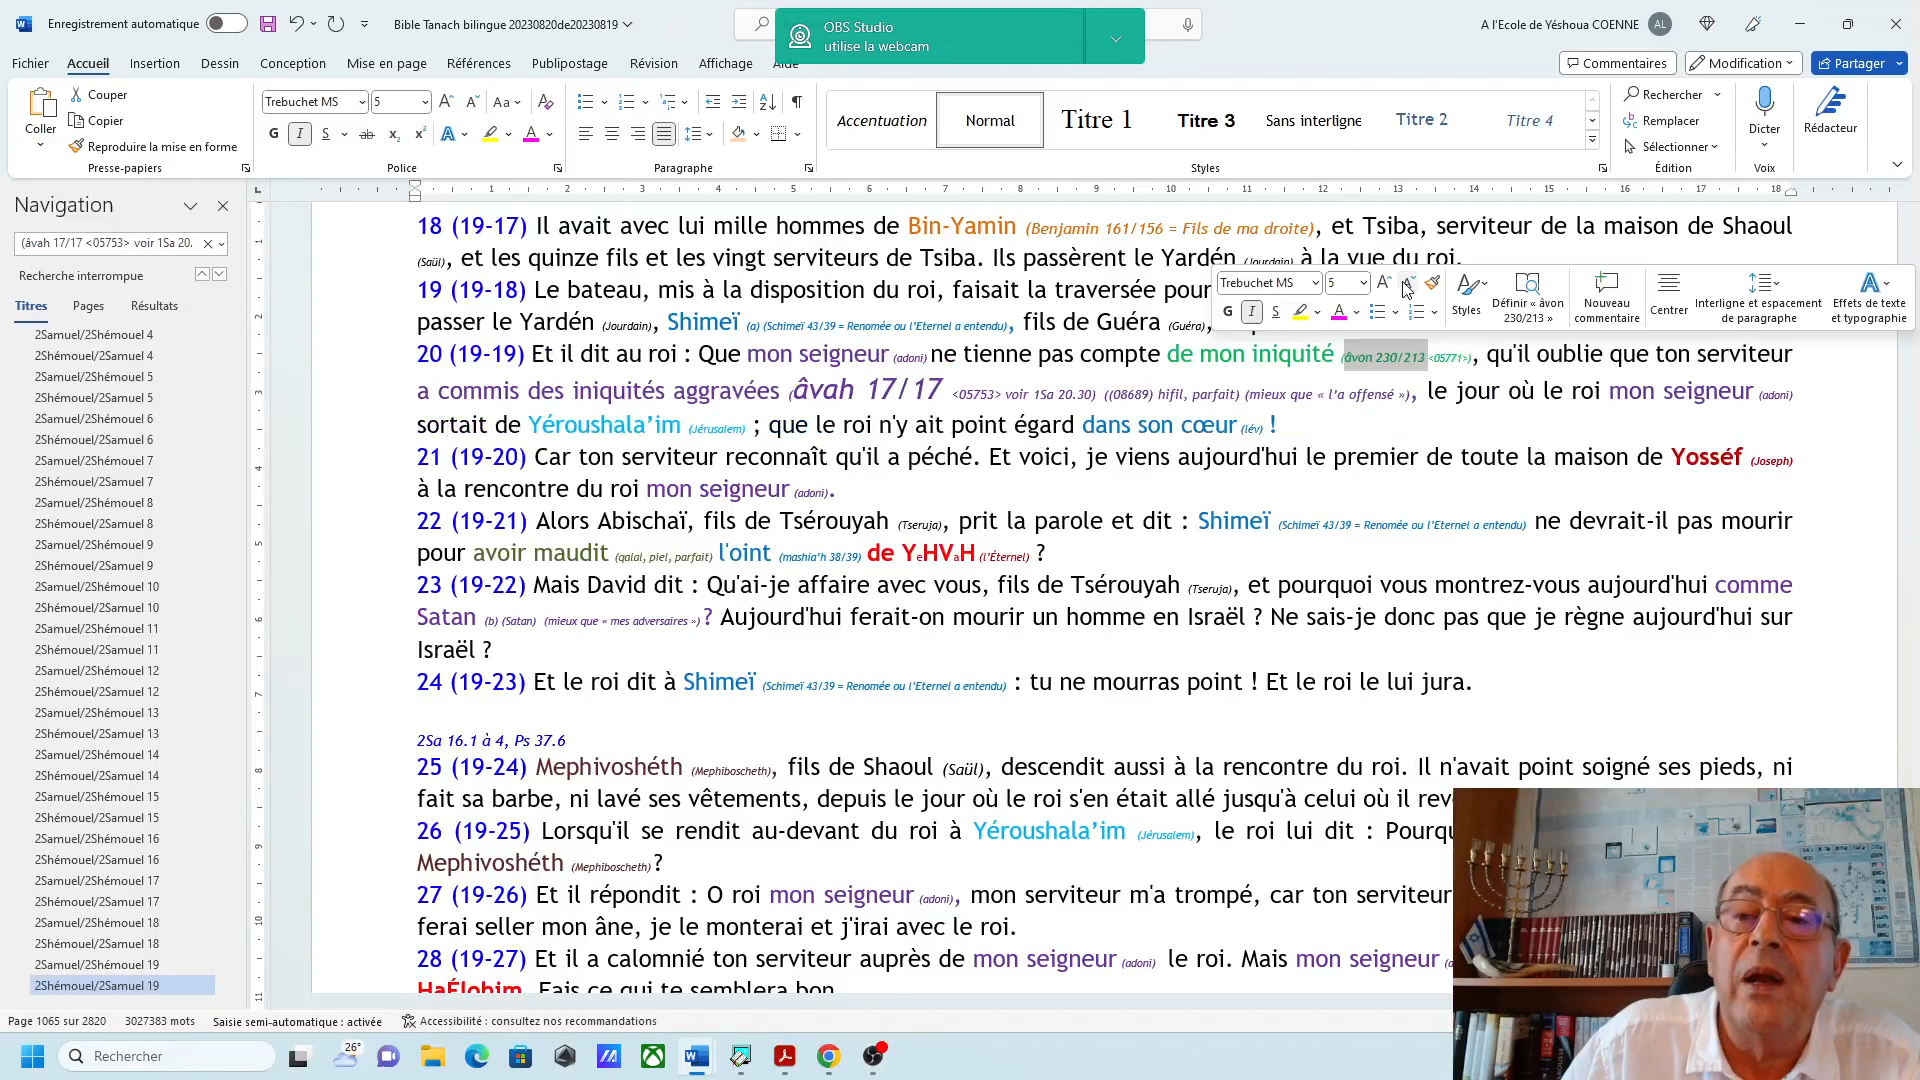 Enregistrement automatique
Bible Tanach bilingue 20230820de20230819
OBS Studio
utilise la webcam
A l'Ecole de Yéshoua COENNE
AL
Fichier Accueil Insertion Dessin Conception Mise en page Références Publipostage Révision Affichage Aide
Commentaires
Modification
Partager
Coller
Couper
Copier
Reproduire la mise en forme
Presse-papiers
Trebuchet MS
5
Police
Paragraphe
Accentuation
Normal
Titre 1
Titre 3
Sans interligne
Titre 2
Titre 4
Styles
Rechercher
Remplacer
Sélectionner
Édition
Dicter
Voix
Rédacteur
Navigation
(âvah 17/17 <05753> voir 1Sa 20.
Recherche interrompue
Titres Pages Résultats
2Samuel/2Shémouel 4
2Shémouel/2Samuel 4
2Samuel/2Shémouel 5
2Shémouel/2Samuel 5
2Samuel/2Shémouel 6
2Shémouel/2Samuel 6
2Samuel/2Shémouel 7
2Shémouel/2Samuel 7
2Samuel/2Shémouel 8
2Shémouel/2Samuel 8
2Samuel/2Shémouel 9
2Shémouel/2Samuel 9
2Samuel/2Shémouel 10
2Shémouel/2Samuel 10
2Samuel/2Shémouel 11
2Shémouel/2Samuel 11
2Samuel/2Shémouel 12
2Shémouel/2Samuel 12
2Samuel/2Shémouel 13
2Shémouel/2Samuel 13
2Samuel/2Shémouel 14
2Shémouel/2Samuel 14
2Samuel/2Shémouel 15
2Shémouel/2Samuel 15
2Samuel/2Shémouel 16
2Shémouel/2Samuel 16
2Samuel/2Shémouel 17
2Shémouel/2Samuel 17
2Samuel/2Shémouel 18
2Shémouel/2Samuel 18
2Samuel/2Shémouel 19
2Shémouel/2Samuel 19
18 (19-17) Il avait avec lui mille hommes de Bin-Yamin (Benjamin 161/156 = Fils de ma droite), et Tsiba, serviteur de la maison de Shaoul
(Saül), et les quinze fils et les vingt serviteurs de Tsiba. Ils passèrent le Yardén (Jourdain) à la vue du roi.
19 (19-18) Le bateau, mis à la disposition du roi, faisait la traversée pour
passer le Yardén (Jourdain), Shimeï (a) (Schimeï 43/39 = Renomée ou l'Eternel a entendu), fils de Guéra (Guéra),
20 (19-19) Et il dit au roi : Que mon seigneur (adoni) ne tienne pas compte de mon iniquité (âvon 230/213 <05771>), qu'il oublie que ton serviteur
a commis des iniquités aggravées (âvah 17/17 <05753> voir 1Sa 20.30) ((08689) hifil, parfait) (mieux que « l'a offensé »), le jour où le roi mon seigneur (adoni)
sortait de Yéroushala’im (Jérusalem) ; que le roi n'y ait point égard dans son cœur (lév) !
21 (19-20) Car ton serviteur reconnaît qu'il a péché. Et voici, je viens aujourd'hui le premier de toute la maison de Yosséf (Joseph)
à la rencontre du roi mon seigneur (adoni).
22 (19-21) Alors Abischaï, fils de Tsérouyah (Tseruja), prit la parole et dit : Shimeï (Schimeï 43/39 = Renomée ou l'Eternel a entendu) ne devrait-il pas mourir
pour avoir maudit (qalal, piel, parfait) l'oint (mashia'h 38/39) de YeHVaH (l'Éternel) ?
23 (19-22) Mais David dit : Qu'ai-je affaire avec vous, fils de Tsérouyah (Tseruja), et pourquoi vous montrez-vous aujourd'hui comme
Satan (b) (Satan) (mieux que « mes adversaires ») ? Aujourd'hui ferait-on mourir un homme en Israël ? Ne sais-je donc pas que je règne aujourd'hui sur
Israël ?
24 (19-23) Et le roi dit à Shimeï (Schimeï 43/39 = Renomée ou l'Eternel a entendu) : tu ne mourras point ! Et le roi le lui jura.
2Sa 16.1 à 4, Ps 37.6
25 (19-24) Mephivoshéth (Mephiboscheth), fils de Shaoul (Saül), descendit aussi à la rencontre du roi. Il n'avait point soigné ses pieds, ni
fait sa barbe, ni lavé ses vêtements, depuis le jour où le roi s'en était allé jusqu'à celui où il rev
26 (19-25) Lorsqu'il se rendit au-devant du roi à Yéroushala’im (Jérusalem), le roi lui dit : Pourqu
Mephivoshéth (Mephiboscheth) ?
27 (19-26) Et il répondit : O roi mon seigneur (adoni), mon serviteur m'a trompé, car ton serviteur
ferai seller mon âne, je le monterai et j'irai avec le roi.
28 (19-27) Et il a calomnié ton serviteur auprès de mon seigneur (adoni) le roi. Mais mon seigneur
HaÉlohim. Fais ce qui te semblera bon.
Trebuchet MS
5
Styles
Définir « âvon
230/213 »
Nouveau
commentaire
Centrer
Interligne et espacement
de paragraphe
Effets de texte
et typographie
Page 1065 sur 2820
3027383 mots
Saisie semi-automatique : activée
Accessibilité : consultez nos recommandations
Rechercher
26°